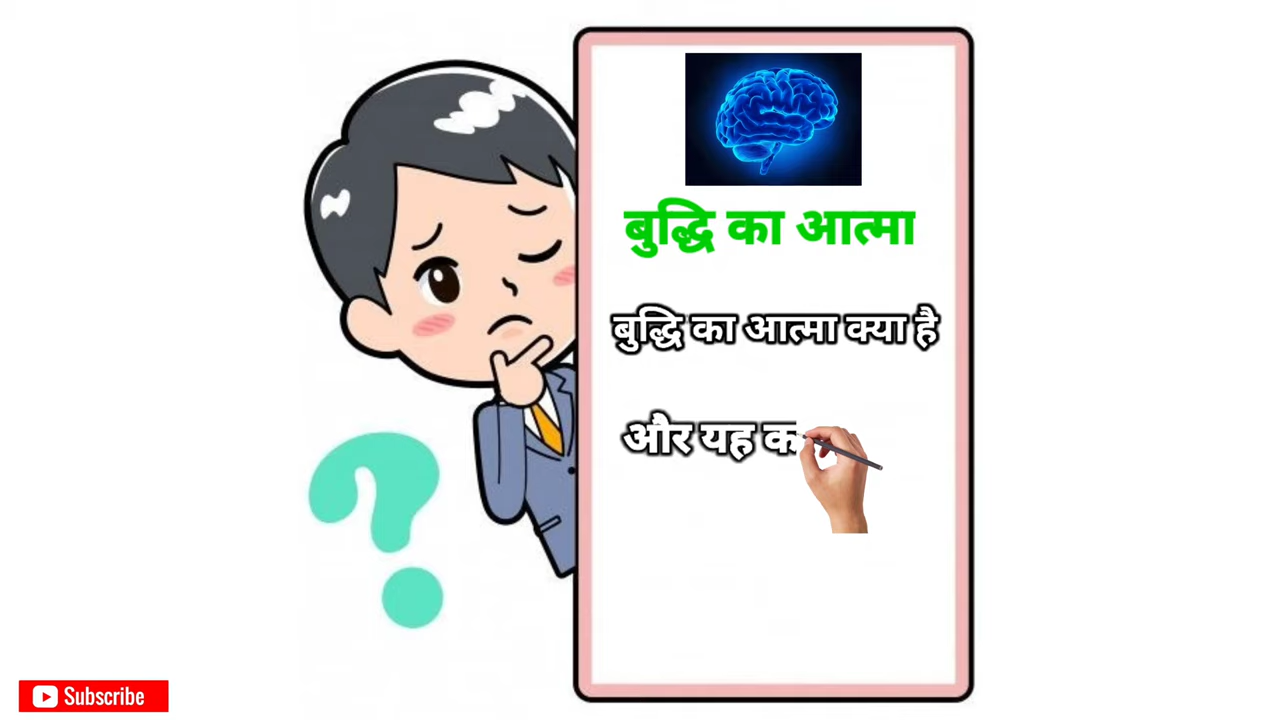 बुद्धि का आत्मा
बुद्धि का आत्मा क्या है
और यह क
Subscribe